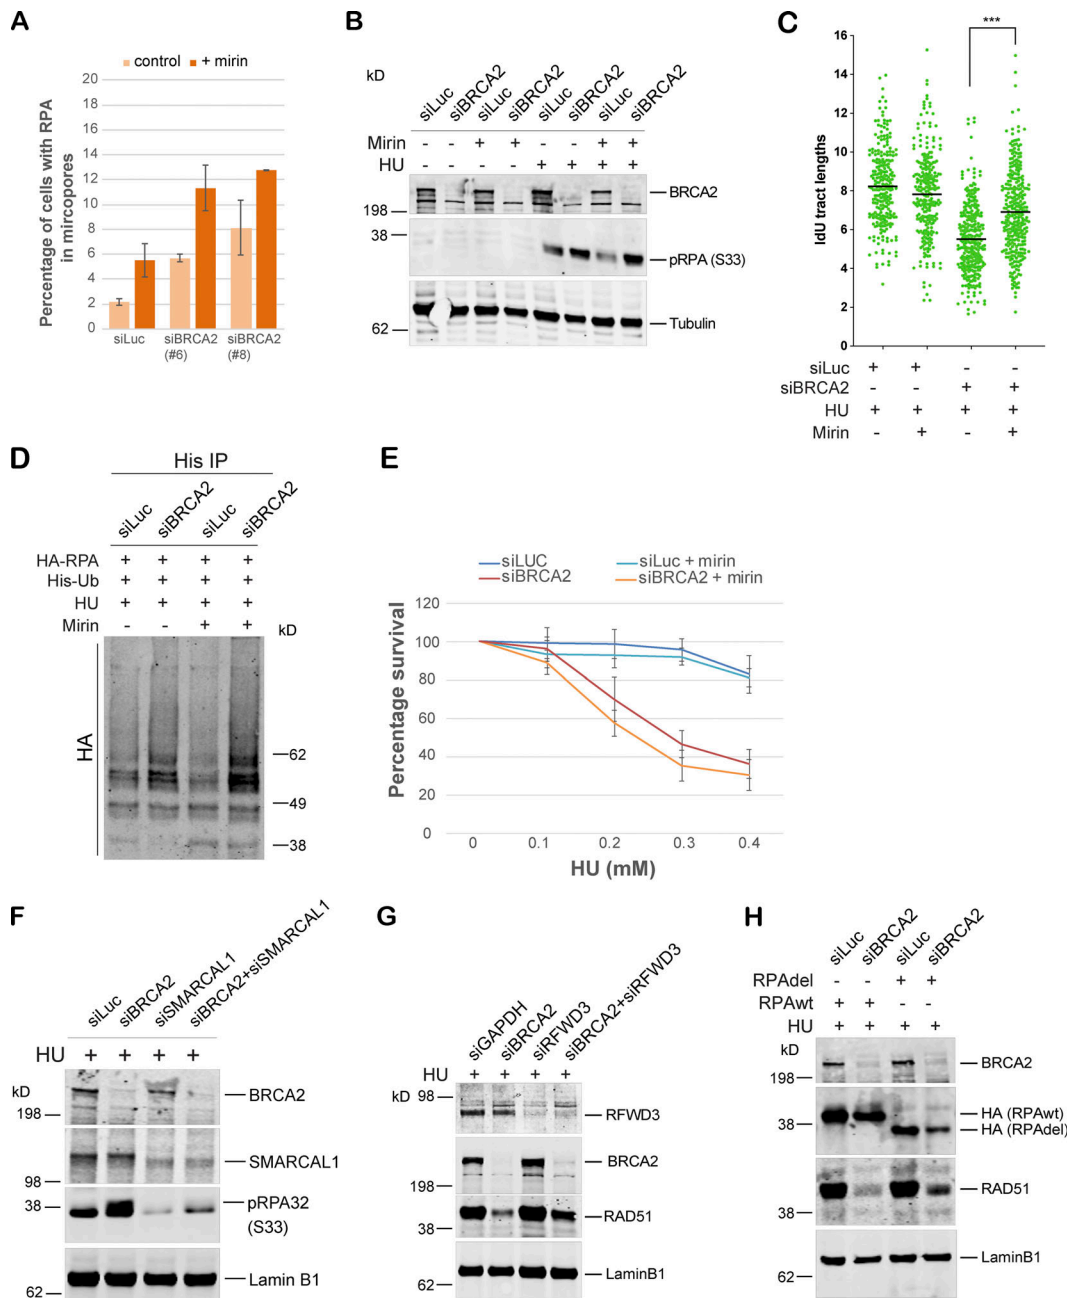 A
control + mirin
Percentage of cells with RPA
in mircopores
20
18
16
14
12
10
8
6
4
2
0
siLuc siBRCA2 siBRCA2
(#6) (#8)
B
kD
siLuc siBRCA2 siLuc siBRCA2 siLuc siBRCA2 siLuc siBRCA2
Mirin - - + + - - + +
HU - - - - + + + +
BRCA2
198
38
pRPA (S33)
Tubulin
62
C
***
IdU tract lengths
16
14
12
10
8
6
4
2
0
siLuc + + - -
siBRCA2 - - + +
HU + + + +
Mirin - + - +
D
His IP
siLuc siBRCA2 siLuc siBRCA2
HA-RPA + + + +
His-Ub + + + +
HU + + + +
Mirin - - + +
kD
HA
62
49
38
E
siLUC siLuc + mirin
siBRCA2 siBRCA2 + mirin
Percentage survival
120
100
80
60
40
20
0
0 0.1 0.2 0.3 0.4
HU (mM)
F
siLuc siBRCA2 siSMARCAL1 siBRCA2+siSMARCAL1
HU + + + +
kD
BRCA2
198
SMARCAL1
98
38
pRPA32
(S33)
Lamin B1
62
G
siGAPDH siBRCA2 siRFWD3 siBRCA2+siRFWD3
HU + + + +
kD 98
RFWD3
BRCA2
198
RAD51
38
LaminB1
62
H
siLuc siBRCA2 siLuc siBRCA2
RPAdel - - + +
RPAwt + + - -
HU + + + +
kD
BRCA2
198
HA (RPAwt)
38
HA (RPAdel)
RAD51
38
LaminB1
62